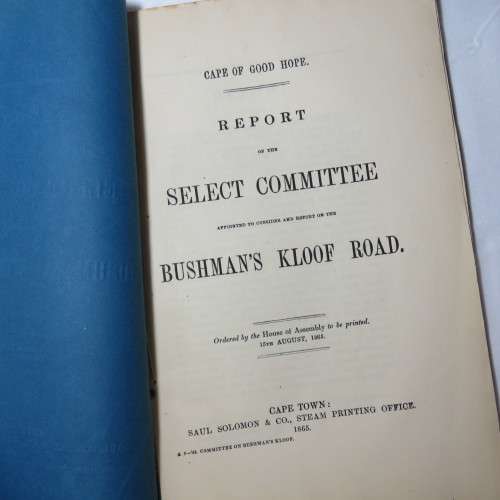 CAPE OF GOOD HOPE.
REPORT
OF THE
SELECT COMMITTEE
APPOINTED TO CONSIDER AND REPORT ON THE
BUSHMAN'S KLOOF ROAD.
Ordered by the House of Assembly to be printed.
15TH AUGUST, 1865.
CAPE TOWN:
SAUL SOLOMON & CO., STEAM PRINTING OFFICE.
1865.
COMMITTEE ON BUSHMAN'S KLOOF.